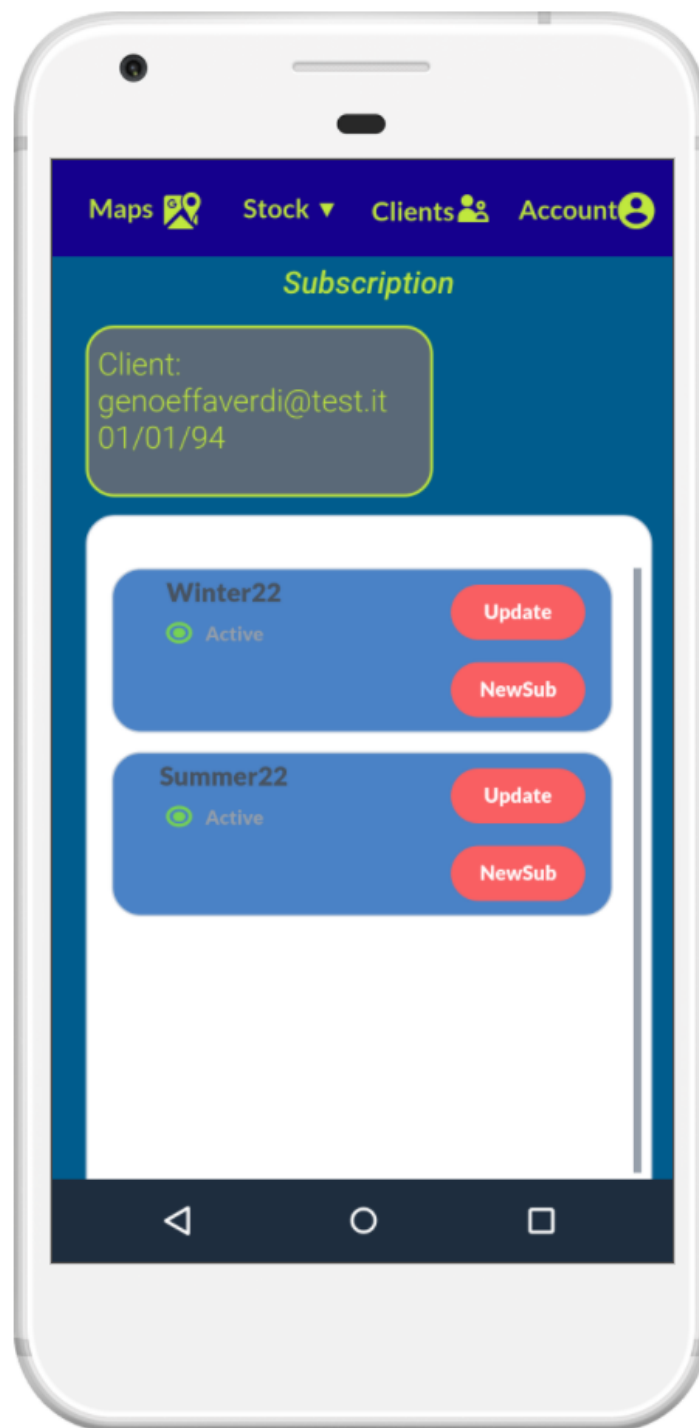 Maps Stock ▼ Clients Account
Subscription
Client:
genoeffaverdi@test.it
01/01/94
Winter22
Active
Update
NewSub
Summer22
Active
Update
NewSub